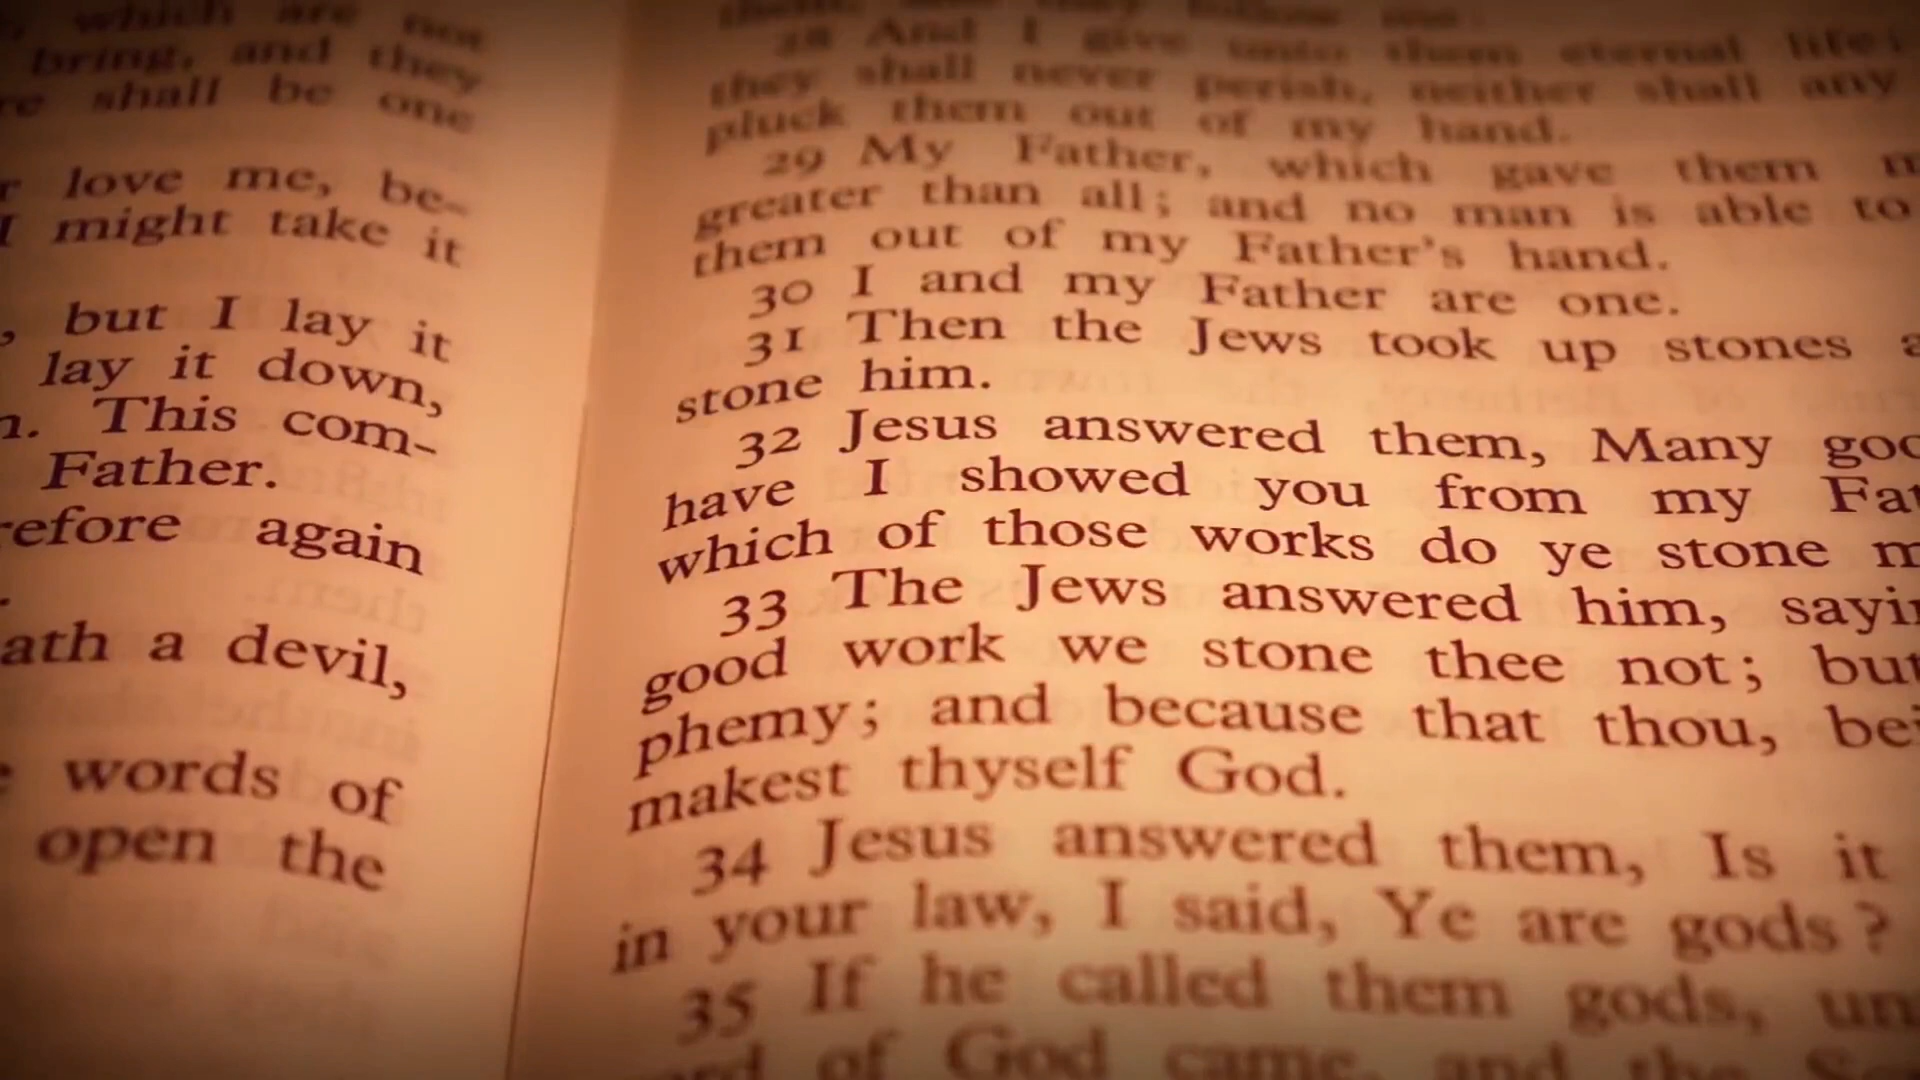 which are not
bring, and they
shall be one
love me, be-
I might take it
, but I lay it
lay it down,
This com-
Father.
again
a devil,
words of
open the
28 And I give unto them eternal life;
they shall never perish, neither shall any
pluck them out of my hand.
29 My Father, which gave them
greater than all; and no man is able to
them out of my Father's hand.
30 I and my Father are one.
31 Then the Jews took up stones
stone him.
32 Jesus answered them, Many
have I showed you from my
which of those works do ye stone
33 The Jews answered him,
good work we stone thee not;
phemy; and because that thou,
makest thyself God.
34 Jesus answered them, Is it
in your law, I said, Ye are gods?
35 If he called them gods,
of God came, and the